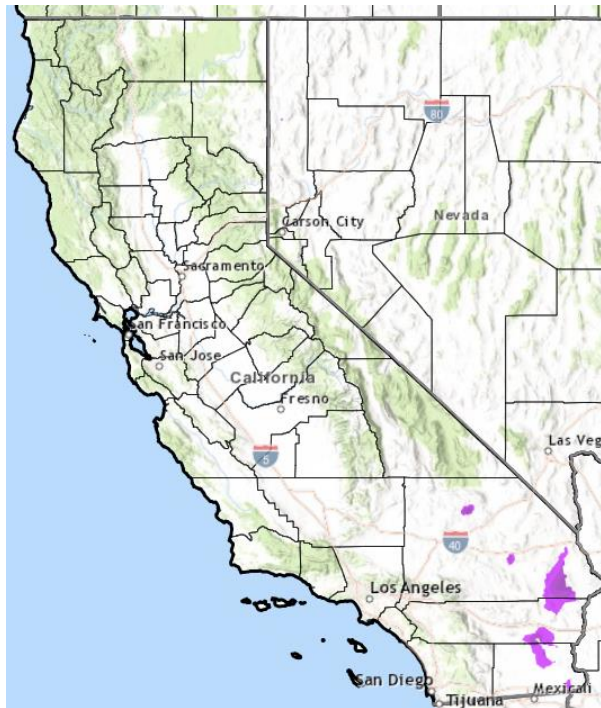 80
Nevada
Carson City
Sacramento
San Francisco
San Jose
California
Fresno
5
Las Veg
40
Los Angeles
San Diego
Mexicali
Tijuana